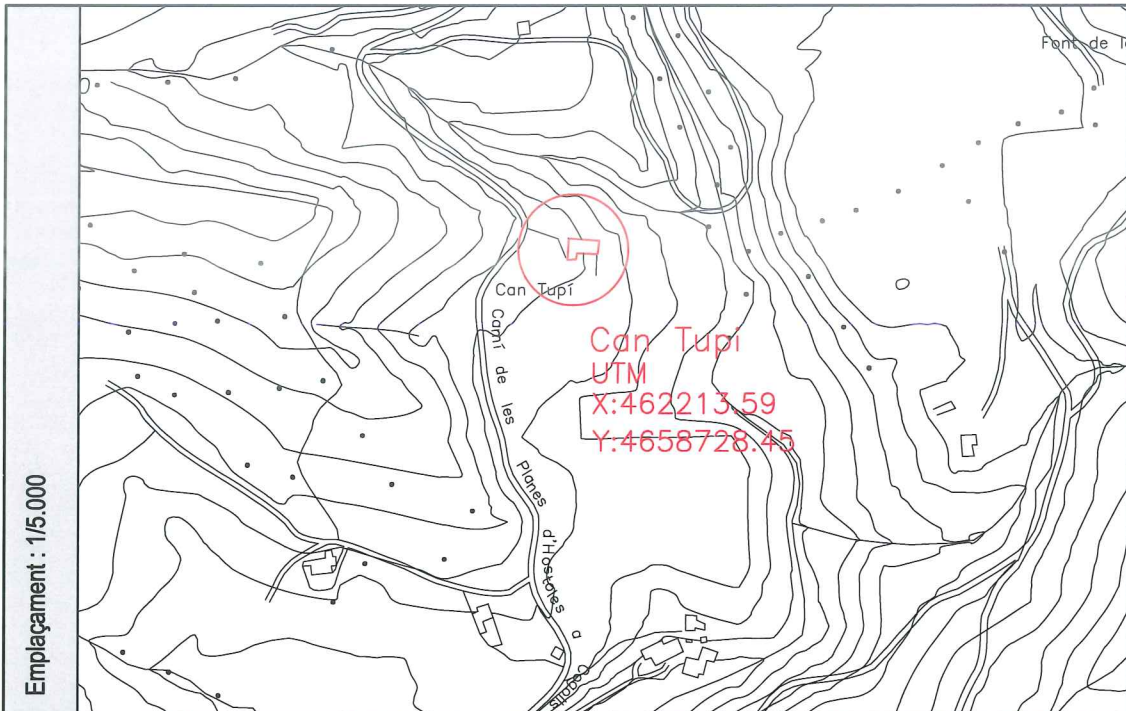 Emplaçament : 1/5.000
Font de
Can Tupí
Can Tupi
UTM
X:462213.59
Y:4658728.45
Camí de les Planes d'Hostoles a Cogolls